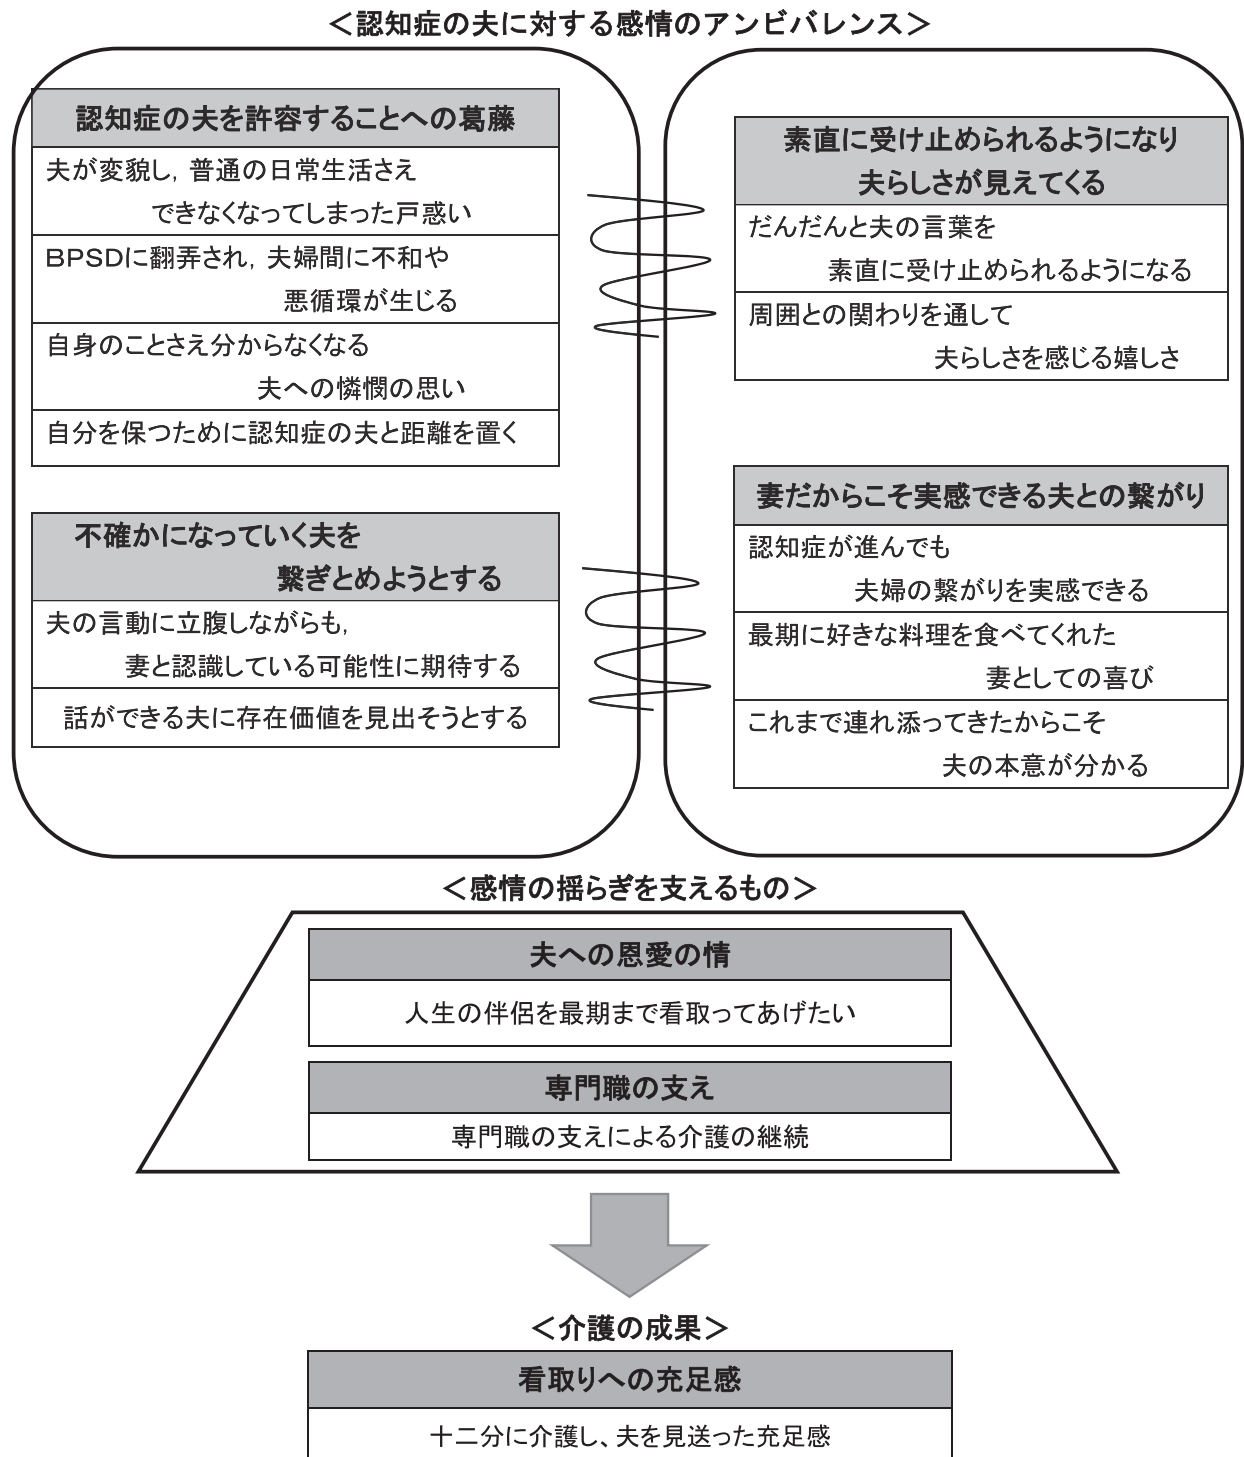 ＜認知症の夫に対する感情のアンビバレンス＞
認知症の夫を許容することへの葛藤
夫が変貌し，普通の日常生活さえ
できなくなってしまった戸惑い
BPSDに翻弄され，夫婦間に不和や
悪循環が生じる
自身のことさえ分からなくなる
夫への憐憫の思い
自分を保つために認知症の夫と距離を置く
不確かになっていく夫を
繋ぎとめようとする
夫の言動に立腹しながらも，
妻と認識している可能性に期待する
話ができる夫に存在価値を見出そうとする
素直に受け止められるようになり
夫らしさが見えてくる
だんだんと夫の言葉を
素直に受け止められるようになる
周囲との関わりを通して
夫らしさを感じる嬉しさ
妻だからこそ実感できる夫との繋がり
認知症が進んでも
夫婦の繋がりを実感できる
最期に好きな料理を食べてくれた
妻としての喜び
これまで連れ添ってきたからこそ
夫の本意が分かる
＜感情の揺らぎを支えるもの＞
夫への恩愛の情
人生の伴侶を最期まで看取ってあげたい
専門職の支え
専門職の支えによる介護の継続
＜介護の成果＞
看取りへの充足感
十二分に介護し、夫を見送った充足感